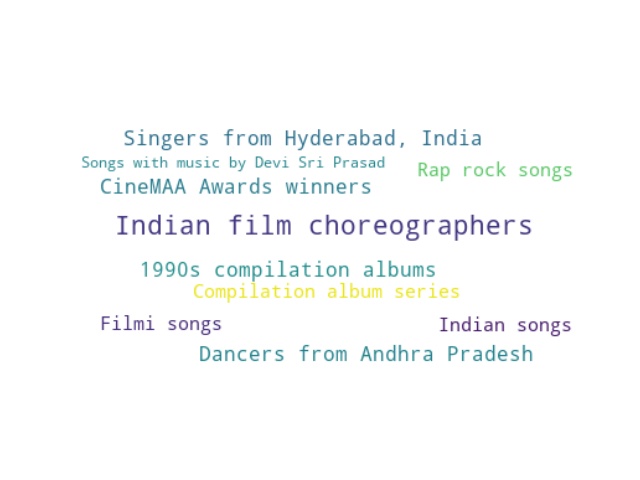 Singers from Hyderabad, India
Songs with music by Devi Sri Prasad
Rap rock songs
CineMAA Awards winners
Indian film choreographers
1990s compilation albums
Compilation album series
Filmi songs
Indian songs
Dancers from Andhra Pradesh